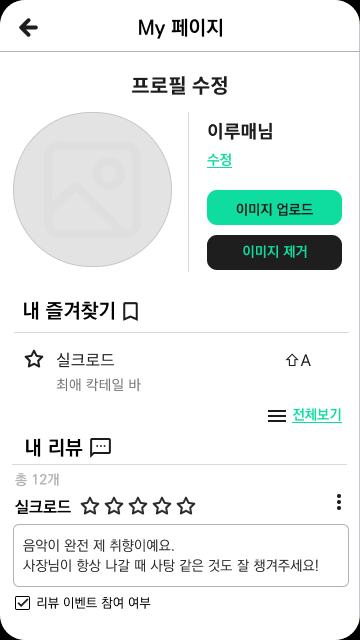 My 페이지
프로필 수정
이루매님
수정
이미지 업로드
이미지 제거
내 즐겨찾기
실크로드
A
최애 칵테일 바
전체보기
내 리뷰
총 12개
실크로드
음악이 완전 제 취향이예요.
사장님이 항상 나갈 때 사탕 같은 것도 잘 챙겨주세요!
리뷰 이벤트 참여 여부